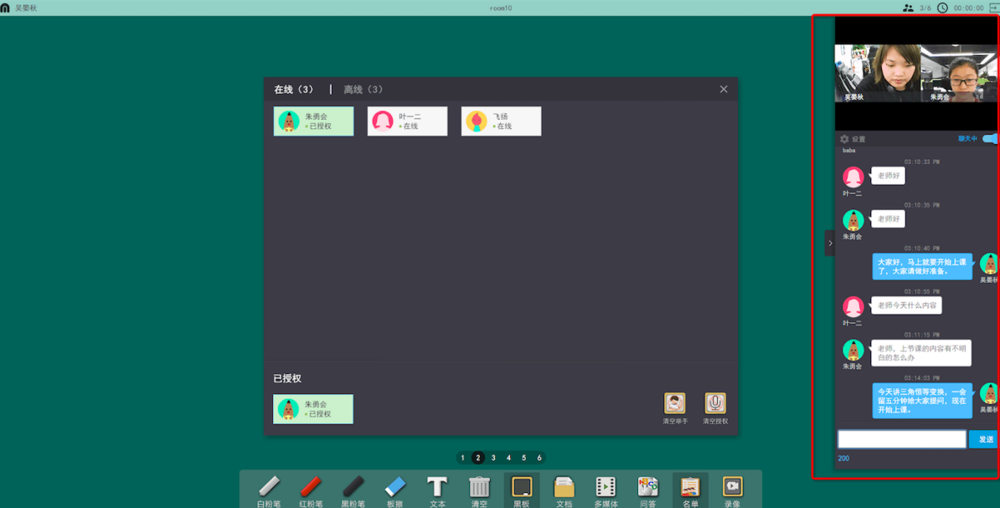 吴晏秋
room10
3/6
00:00:00
在线（3） | 离线（3）
朱勇会
已授权
叶一二
在线
飞扬
在线
已授权
朱勇会
已授权
清空举手
清空授权
1 2 3 4 5 6
白粉笔 红粉笔 黑粉笔 板擦 文本 清空 黑板 文档 多媒体 问答 名单 录像
吴晏秋
朱勇会
设置
聊天中
haha
03:10:33 PM
老师好
叶一二
03:10:35 PM
老师好
朱勇会
03:10:40 PM
大家好，马上就要开始上课
了，大家请做好准备。
吴晏秋
03:10:55 PM
老师今天什么内容
叶一二
03:11:15 PM
老师，上节课的内容有不明
白的怎么办
朱勇会
03:14:03 PM
今天讲三角恒等变换，一会
留五分钟给大家提问，现在
开始上课。
吴晏秋
发送
200